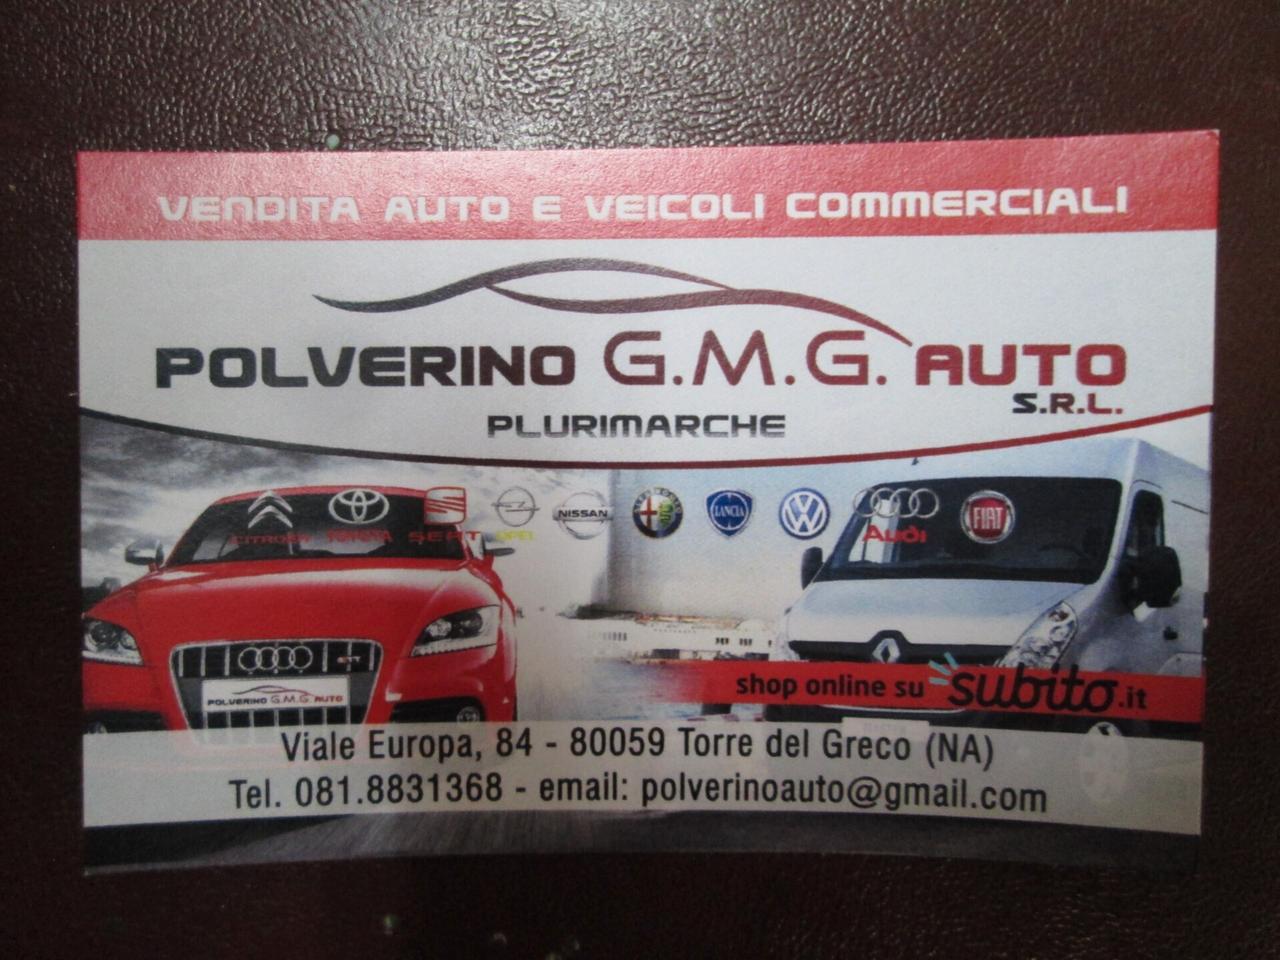 VENDITA AUTO E VEICOLI COMMERCIALI
POLVERINO G.M.G. AUTO
S.R.L.
PLURIMARCHE
CITROËN TOYOTA SEAT OPEL NISSAN LANCIA Audi FIAT
POLVERINO G.M.G. AUTO
shop online su subito.it
Viale Europa, 84 - 80059 Torre del Greco (NA)
Tel. 081.8831368 - email: polverinoauto@gmail.com